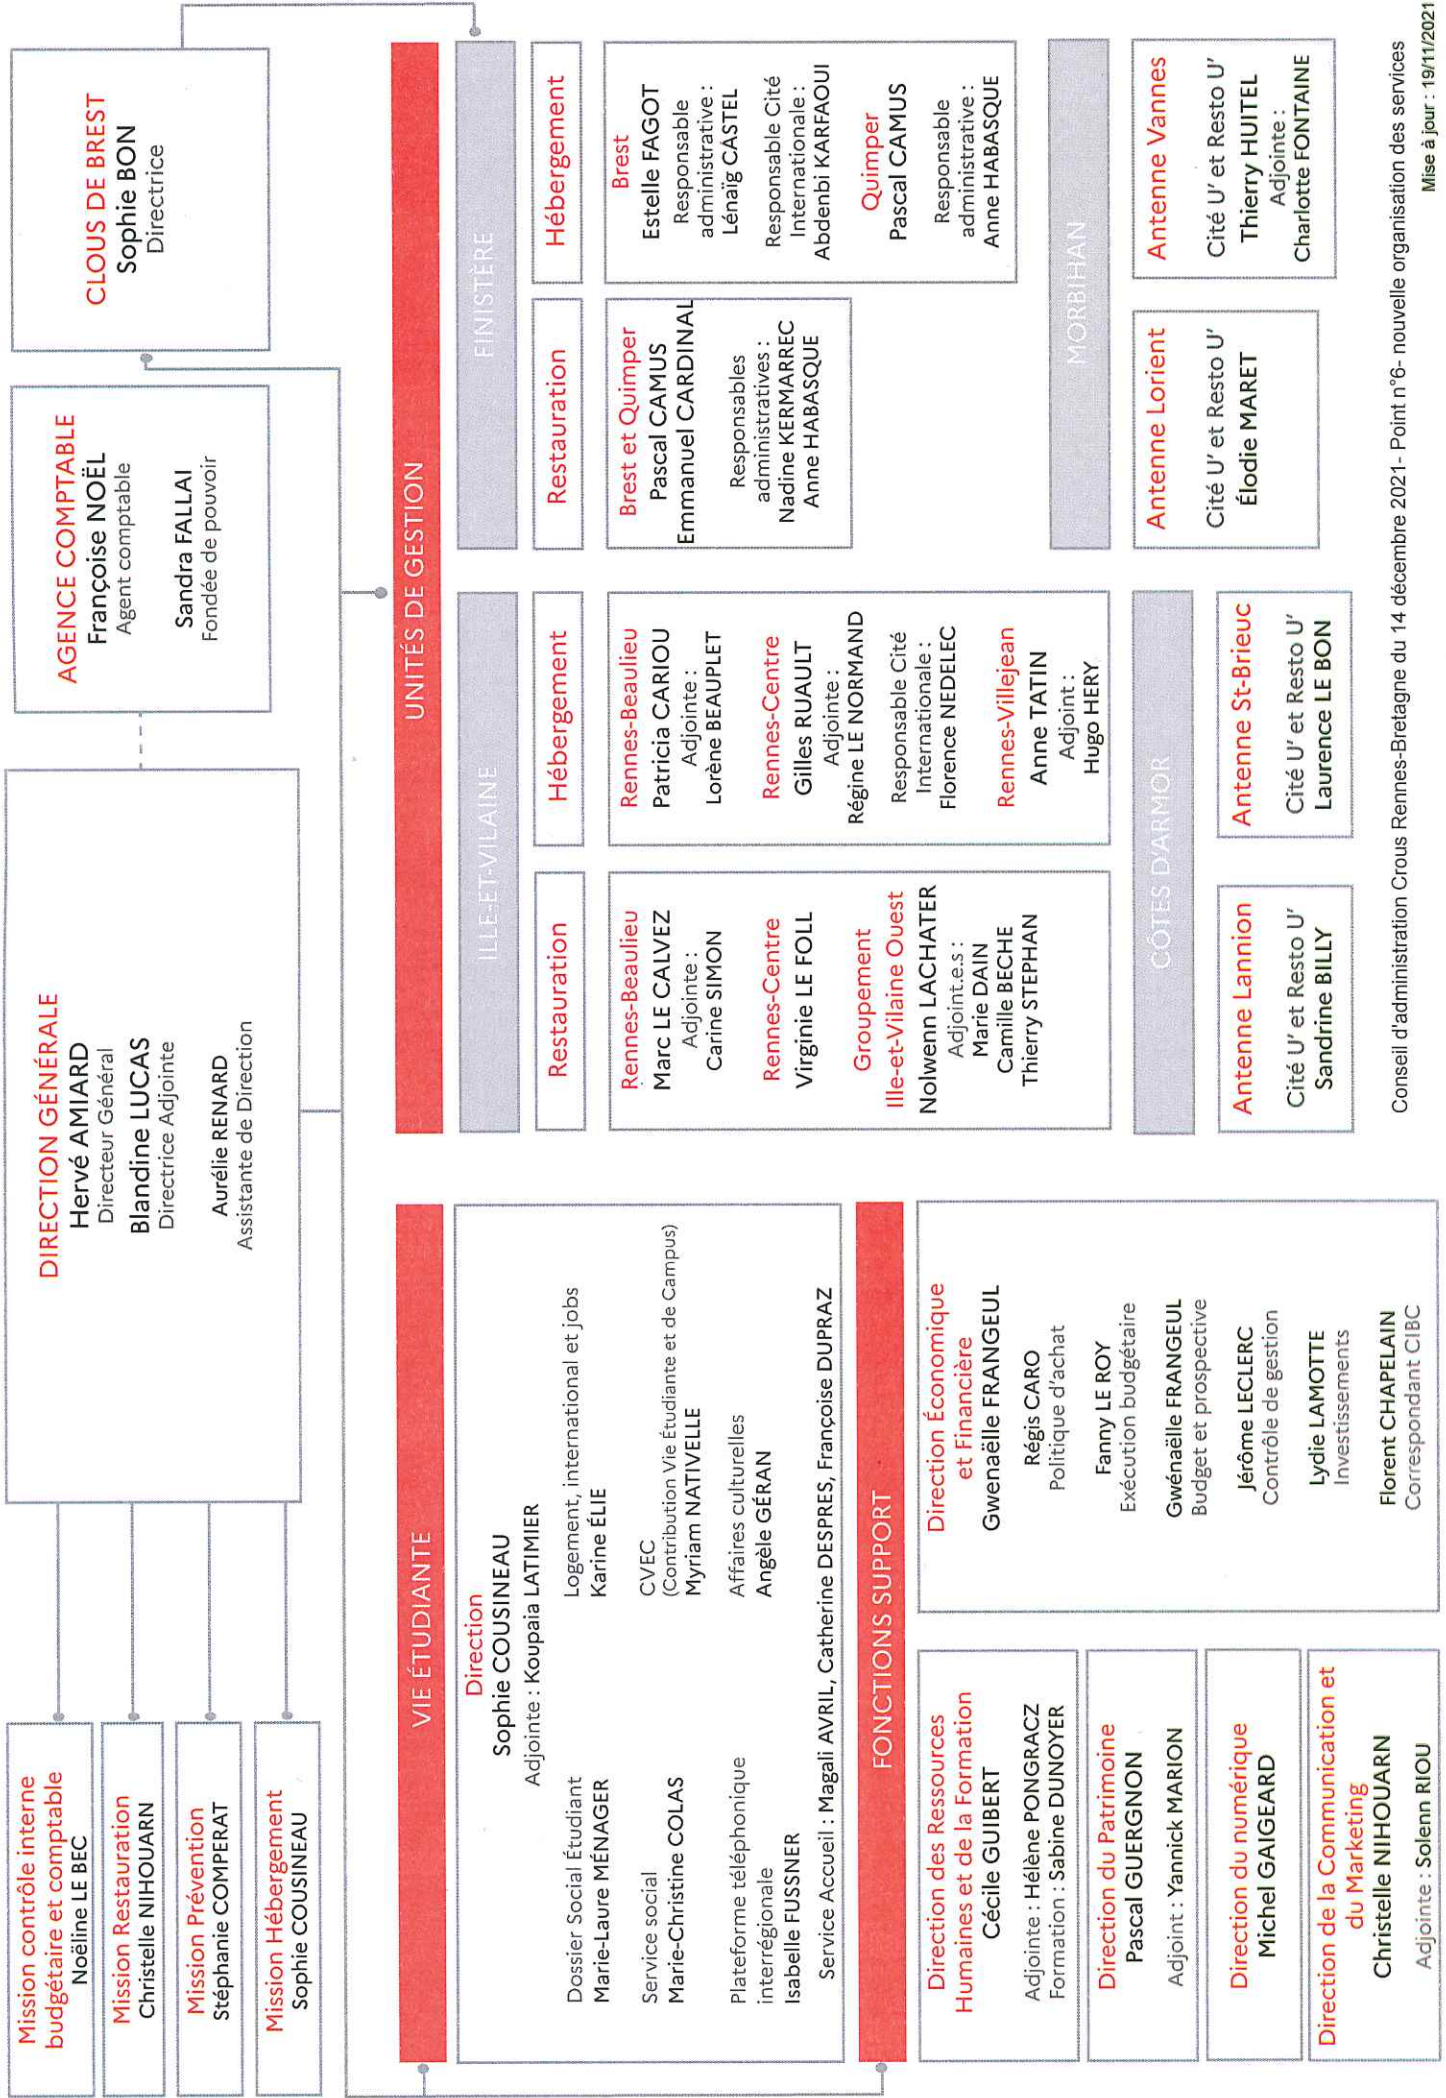 Mission contrôle interne
budgétaire et comptable
Noëline LE BEC
Mission Restauration
Christelle NIHOUARN
Mission Prévention
Stéphanie COMPERAT
Mission Hébergement
Sophie COUSINEAU
DIRECTION GÉNÉRALE
Hervé AMIARD
Directeur Général
Blandine LUCAS
Directrice Adjointe
Aurélie RENARD
Assistante de Direction
AGENCE COMPTABLE
Françoise NOËL
Agent comptable
Sandra FALLAI
Fondée de pouvoir
CLOUS DE BREST
Sophie BON
Directrice
VIE ÉTUDIANTE
Direction
Sophie COUSINEAU
Adjointe : Koupaia LATIMIER
Dossier Social Étudiant
Marie-Laure MÉNAGER
Service social
Marie-Christine COLAS
Plateforme téléphonique
interrégionale
Isabelle FUSSNER
Logement, international et jobs
Karine ÉLIE
CVEC
(Contribution Vie Étudiante et de Campus)
Myriam NATIVELLE
Affaires culturelles
Angèle GÉRAN
Service Accueil : Magali AVRIL, Catherine DESPRES, Françoise DUPRAZ
FONCTIONS SUPPORT
Direction des Ressources
Humaines et de la Formation
Cécile GUIBERT
Adjointe : Hélène PONGRACZ
Formation : Sabine DUNOYER
Direction du Patrimoine
Pascal GUERGNON
Adjoint : Yannick MARION
Direction du numérique
Michel GAIGEARD
Direction de la Communication et
du Marketing
Christelle NIHOUARN
Adjointe : Solenn RIOU
Direction Économique
et Financière
Gwenaëlle FRANGEUL
Régis CARO
Politique d'achat
Fanny LE ROY
Exécution budgétaire
Gwénaëlle FRANGEUL
Budget et prospective
Jérôme LECLERC
Contrôle de gestion
Lydie LAMOTTE
Investissements
Florent CHAPELAIN
Correspondant CIBC
UNITÉS DE GESTION
ILLE-ET-VILAINE
Restauration
Rennes-Beaulieu
Marc LE CALVEZ
Adjointe :
Carine SIMON
Rennes-Centre
Virginie LE FOLL
Groupement
Ille-et-Vilaine Ouest
Nolwenn LACHATER
Adjoint.e.s :
Marie DAIN
Camille BECHE
Thierry STEPHAN
Hébergement
Rennes-Beaulieu
Patricia CARIOU
Adjointe :
Lorène BEAUPLET
Rennes-Centre
Gilles RUAULT
Adjointe :
Régine LE NORMAND
Responsable Cité
Internationale :
Florence NEDELEC
Rennes-Villejean
Anne TATIN
Adjoint :
Hugo HERY
FINISTÈRE
Restauration
Brest et Quimper
Pascal CAMUS
Emmanuel CARDINAL
Responsables
administratives :
Nadine KERMARREC
Anne HABASQUE
Hébergement
Brest
Estelle FAGOT
Responsable
administrative :
Lénaïg CASTEL
Responsable Cité
Internationale :
Abdenbi KARFAOUI
Quimper
Pascal CAMUS
Responsable
administrative :
Anne HABASQUE
CÔTES D'ARMOR
Antenne Lannion
Cité U' et Resto U'
Sandrine BILLY
Antenne St-Brieuc
Cité U' et Resto U'
Laurence LE BON
MORBIHAN
Antenne Lorient
Cité U' et Resto U'
Élodie MARET
Antenne Vannes
Cité U' et Resto U'
Thierry HUITEL
Adjointe :
Charlotte FONTAINE
Conseil d'administration Crous Rennes-Bretagne du 14 décembre 2021- Point n°6- nouvelle organisation des services
Mise à jour : 19/11/2021